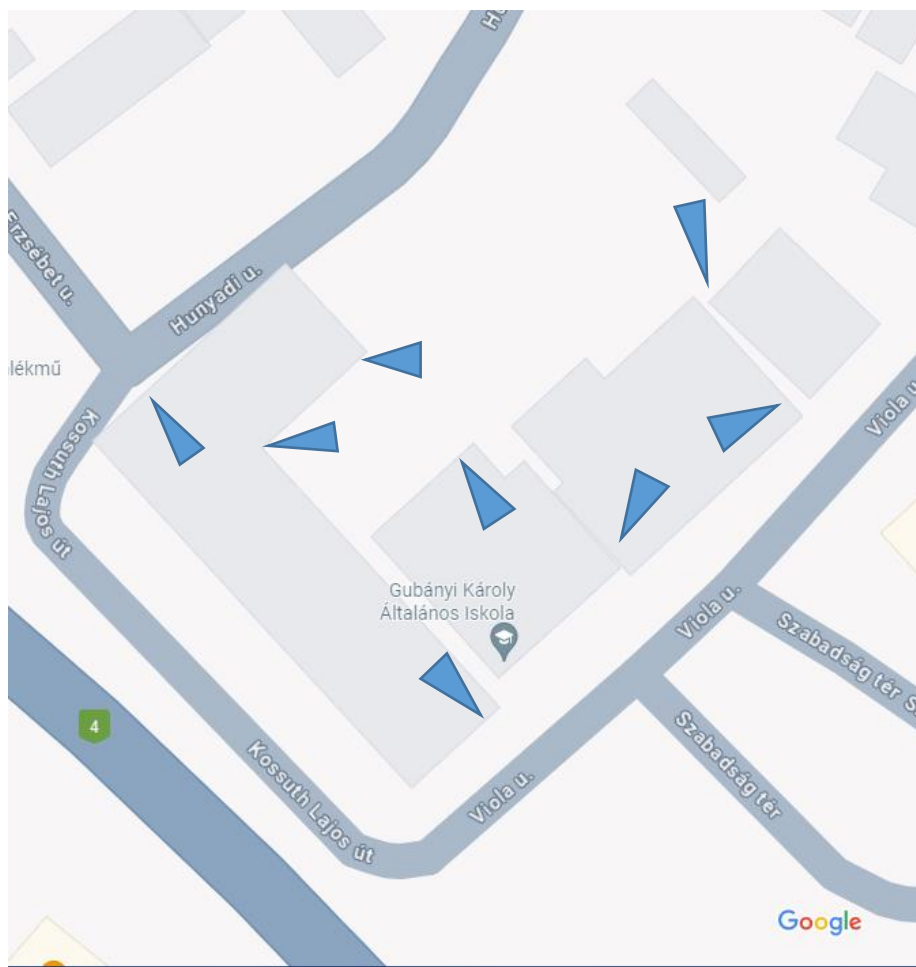 Hu
Erzsébet u.
Hunyadi u.
lékmű
Kossuth Lajos út
Viola u.
Gubányi Károly
Általános Iskola
Viola u.
Szabadság tér S
4
Szabadság tér
Kossuth Lajos út
Viola u.
Google